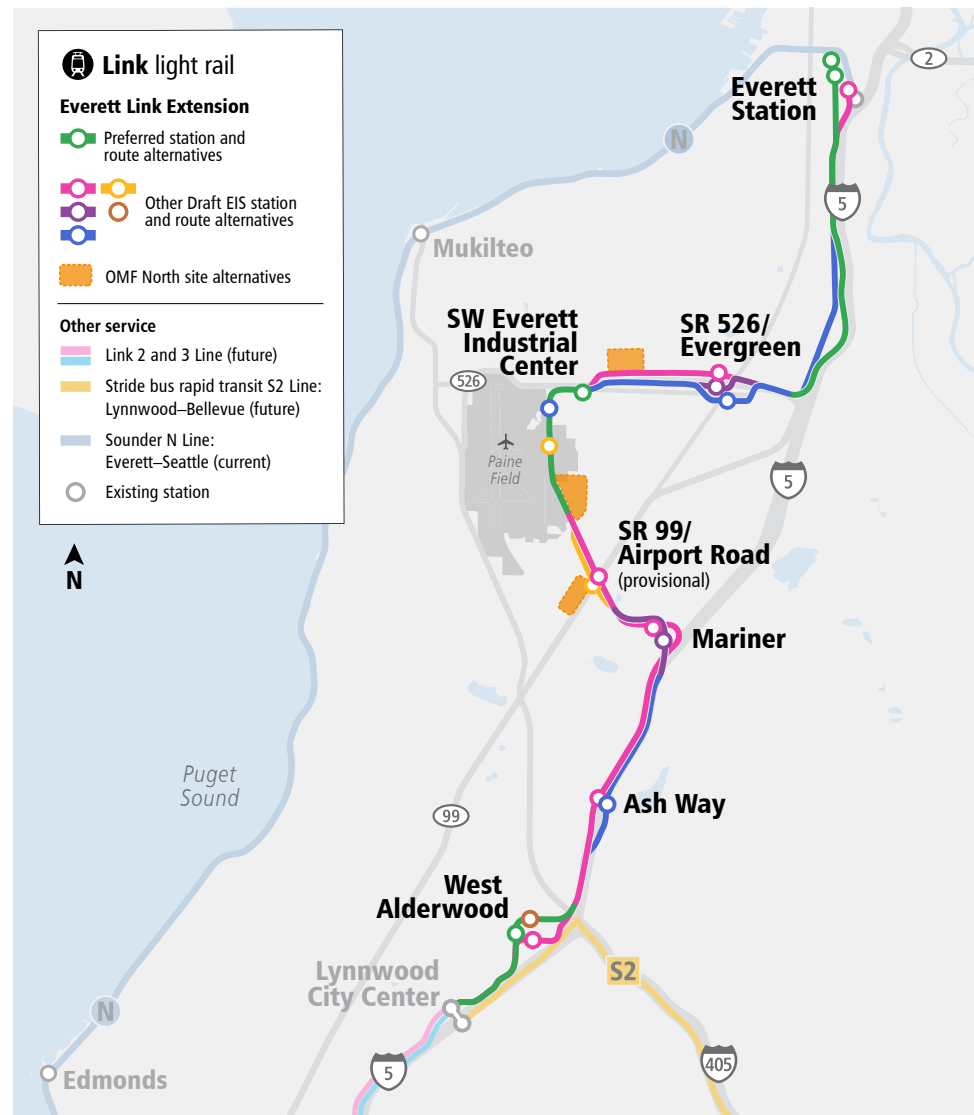 Link light rail
Everett Link Extension
Preferred station and
route alternatives
Other Draft EIS station
and route alternatives
OMF North site alternatives
Other service
Link 2 and 3 Line (future)
Stride bus rapid transit S2 Line:
Lynnwood–Bellevue (future)
Sounder N Line:
Everett–Seattle (current)
Existing station
N
2
Everett
Station
N
5
Mukilteo
SW Everett
Industrial
Center
SR 526/
Evergreen
526
Paine
Field
5
SR 99/
Airport Road
(provisional)
Mariner
Puget
Sound
Ash Way
99
West
Alderwood
Lynnwood
City Center
S2
N
5
405
Edmonds